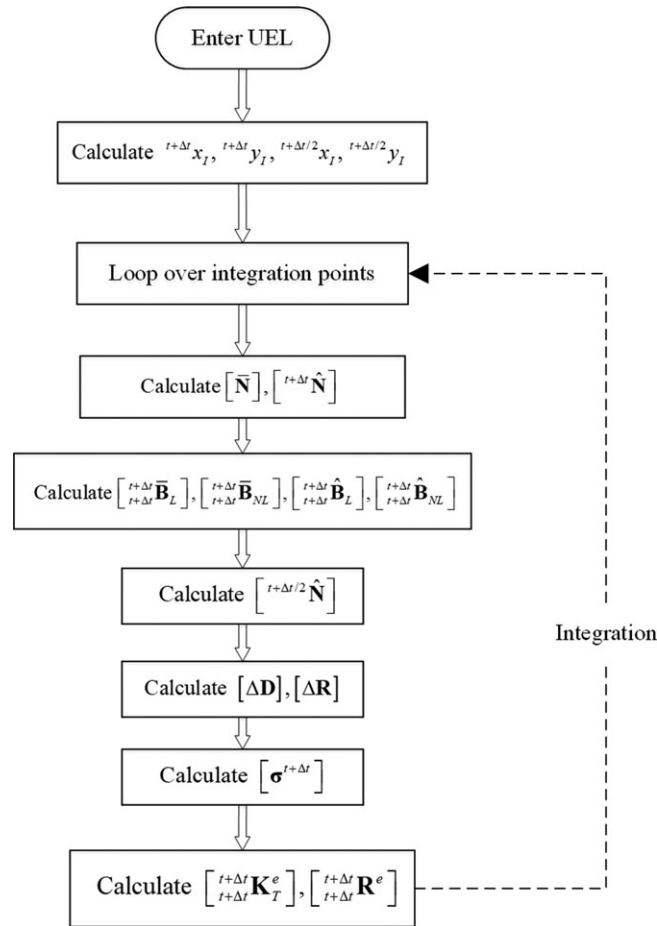 Enter UEL
Calculate ^{t+Δt}x_I, ^{t+Δt}y_I, ^{t+Δt/2}x_I, ^{t+Δt/2}y_I
Loop over integration points
Calculate [N̄], [^{t+Δt}N̂]
Calculate [^{t+Δt}_{t+Δt}B̄_L], [^{t+Δt}_{t+Δt}B̄_{NL}], [^{t+Δt}_{t+Δt}B̂_L], [^{t+Δt}_{t+Δt}B̂_{NL}]
Calculate [^{t+Δt/2}N̂]
Integration
Calculate [ΔD], [ΔR]
Calculate [σ^{t+Δt}]
Calculate [^{t+Δt}_{t+Δt}K^e_T], [^{t+Δt}_{t+Δt}R^e]